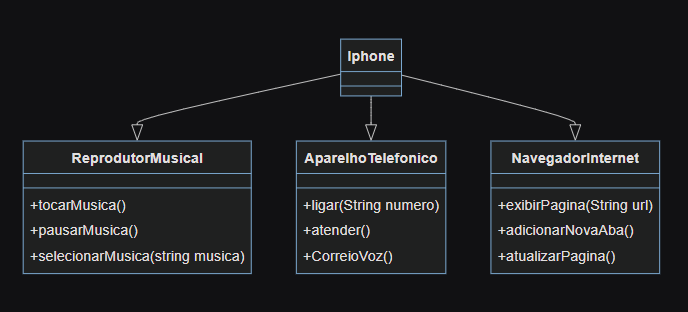 Iphone
ReprodutorMusical
+tocarMusica()
+pausarMusica()
+selecionarMusica(string musica)
AparelhoTelefonico
+ligar(String numero)
+atender()
+CorreioVoz()
NavegadorInternet
+exibirPagina(String url)
+adicionarNovaAba()
+atualizarPagina()